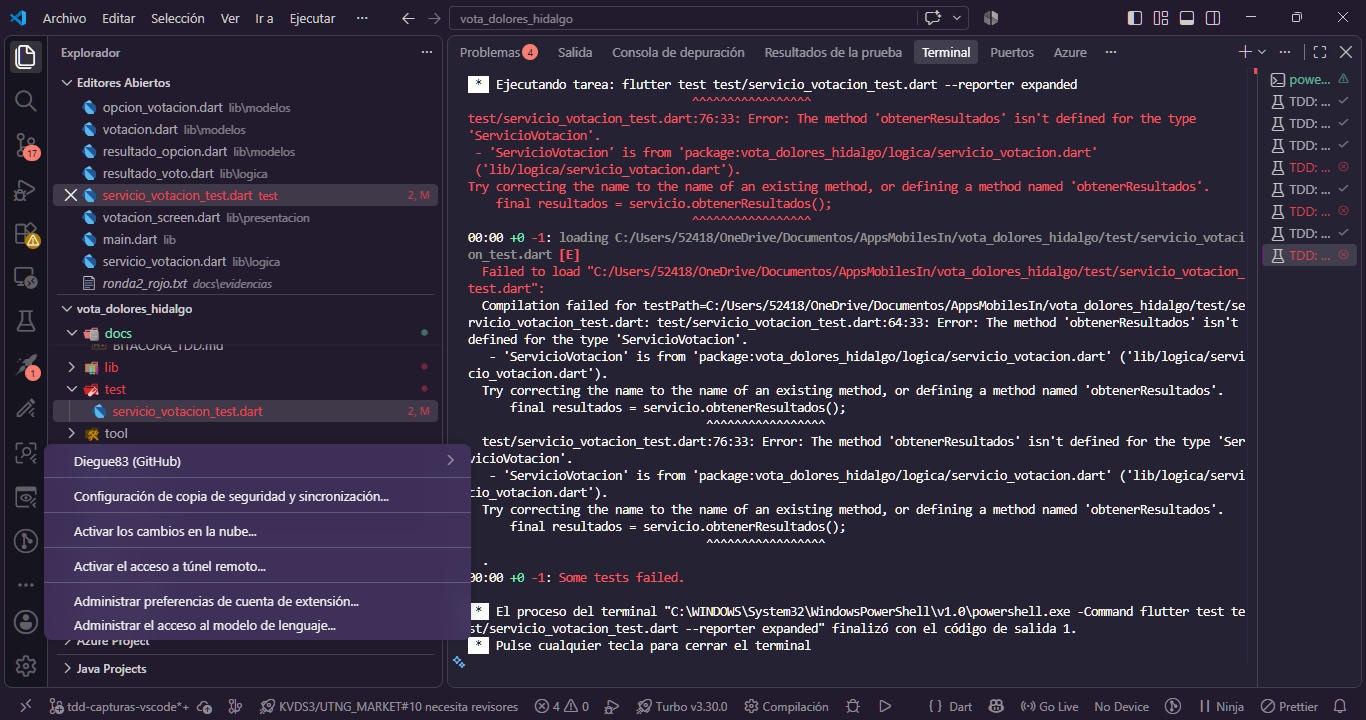 Archivo Editar Selección Ver Ir a Ejecutar ··· vota_dolores_hidalgo
Explorador ···
Editores Abiertos
opcion_votacion.dart lib\modelos
votacion.dart lib\modelos
resultado_opcion.dart lib\modelos
resultado_voto.dart lib\logica
servicio_votacion_test.dart test 2, M
votacion_screen.dart lib\presentacion
main.dart lib
servicio_votacion.dart lib\logica
ronda2_rojo.txt docs\evidencias
vota_dolores_hidalgo
docs
BITACORA_TDD.md
lib
test
servicio_votacion_test.dart 2, M
tool
Diegue83 (GitHub)
Configuración de copia de seguridad y sincronización...
Activar los cambios en la nube...
Activar el acceso a túnel remoto...
Administrar preferencias de cuenta de extensión...
Administrar el acceso al modelo de lenguaje...
Azure Project
Java Projects
17
1
Problemas 4 Salida Consola de depuración Resultados de la prueba Terminal Puertos Azure ···
* Ejecutando tarea: flutter test test/servicio_votacion_test.dart --reporter expanded
^^^^^^^^^^^^^^^^^
test/servicio_votacion_test.dart:76:33: Error: The method 'obtenerResultados' isn't defined for the type
'ServicioVotacion'.
- 'ServicioVotacion' is from 'package:vota_dolores_hidalgo/logica/servicio_votacion.dart'
('lib/logica/servicio_votacion.dart').
Try correcting the name to the name of an existing method, or defining a method named 'obtenerResultados'.
final resultados = servicio.obtenerResultados();
^^^^^^^^^^^^^^^^^
00:00 +0 -1: loading C:/Users/52418/OneDrive/Documentos/AppsMobilesIn/vota_dolores_hidalgo/test/servicio_votaci
on_test.dart [E]
Failed to load "C:/Users/52418/OneDrive/Documentos/AppsMobilesIn/vota_dolores_hidalgo/test/servicio_votacion_
test.dart":
Compilation failed for testPath=C:/Users/52418/OneDrive/Documentos/AppsMobilesIn/vota_dolores_hidalgo/test/se
rvicio_votacion_test.dart: test/servicio_votacion_test.dart:64:33: Error: The method 'obtenerResultados' isn't
defined for the type 'ServicioVotacion'.
- 'ServicioVotacion' is from 'package:vota_dolores_hidalgo/logica/servicio_votacion.dart' ('lib/logica/servi
cio_votacion.dart').
Try correcting the name to the name of an existing method, or defining a method named 'obtenerResultados'.
final resultados = servicio.obtenerResultados();
^^^^^^^^^^^^^^^^^
test/servicio_votacion_test.dart:76:33: Error: The method 'obtenerResultados' isn't defined for the type 'Ser
vicioVotacion'.
- 'ServicioVotacion' is from 'package:vota_dolores_hidalgo/logica/servicio_votacion.dart' ('lib/logica/servi
cio_votacion.dart').
Try correcting the name to the name of an existing method, or defining a method named 'obtenerResultados'.
final resultados = servicio.obtenerResultados();
^^^^^^^^^^^^^^^^^
.
00:00 +0 -1: Some tests failed.
* El proceso del terminal "C:\WINDOWS\System32\WindowsPowerShell\v1.0\powershell.exe -Command flutter test te
st/servicio_votacion_test.dart --reporter expanded" finalizó con el código de salida 1.
* Pulse cualquier tecla para cerrar el terminal
powe...
TDD: ...
TDD: ...
TDD: ...
TDD: ...
TDD: ...
TDD: ...
TDD: ...
TDD: ...
tdd-capturas-vscode*+ KVDS3/UTNG_MARKET#10 necesita revisores 4 0 Turbo v3.30.0 Compilación { } Dart Go Live No Device Ninja Prettier